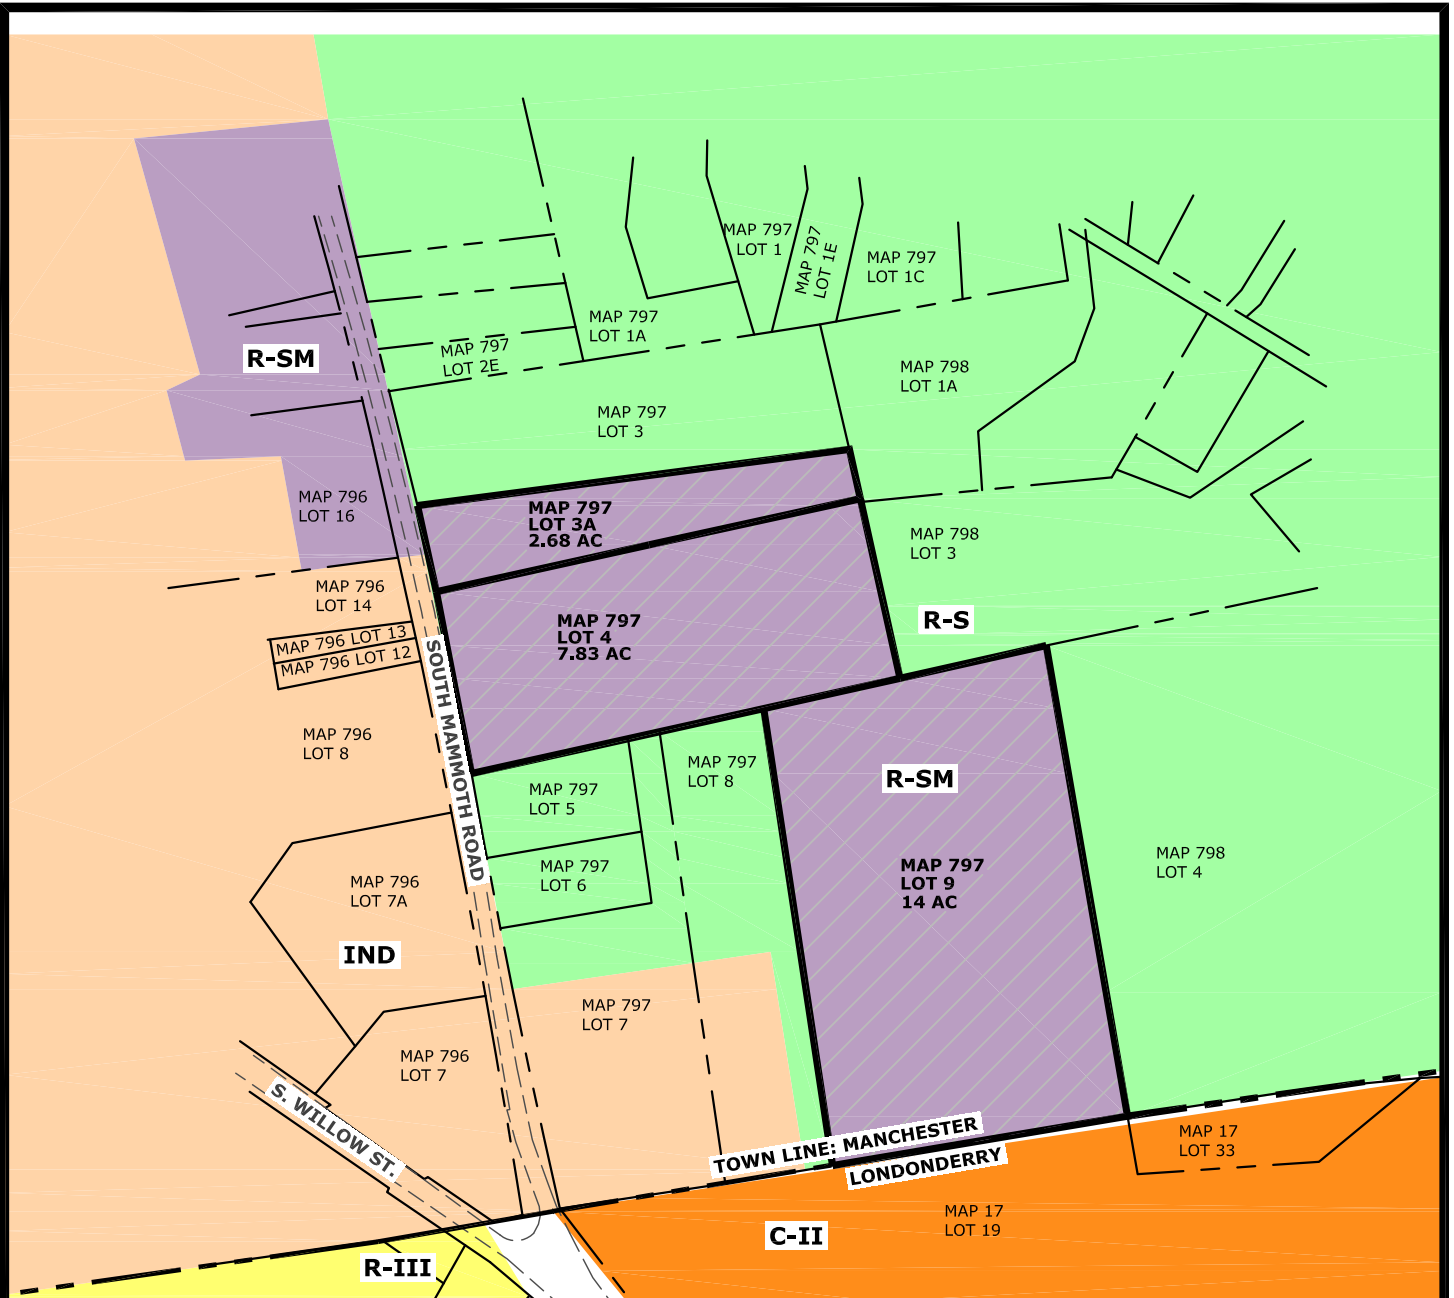 MAP 797
LOT 1
MAP 797
LOT 1E
MAP 797
LOT 1C
MAP 797
LOT 1A
MAP 797
LOT 2E
R-SM
MAP 798
LOT 1A
MAP 797
LOT 3
MAP 796
LOT 16
MAP 797
LOT 3A
2.68 AC
MAP 798
LOT 3
MAP 796
LOT 14
MAP 797
LOT 4
7.83 AC
R-S
MAP 796 LOT 13
MAP 796 LOT 12
SOUTH MAMMOTH ROAD
MAP 796
LOT 8
MAP 797
LOT 8
R-SM
MAP 797
LOT 5
MAP 797
LOT 6
MAP 797
LOT 9
14 AC
MAP 798
LOT 4
MAP 796
LOT 7A
IND
MAP 797
LOT 7
MAP 796
LOT 7
S. WILLOW ST.
TOWN LINE: MANCHESTER
LONDONDERRY
MAP 17
LOT 33
MAP 17
LOT 19
C-II
R-III